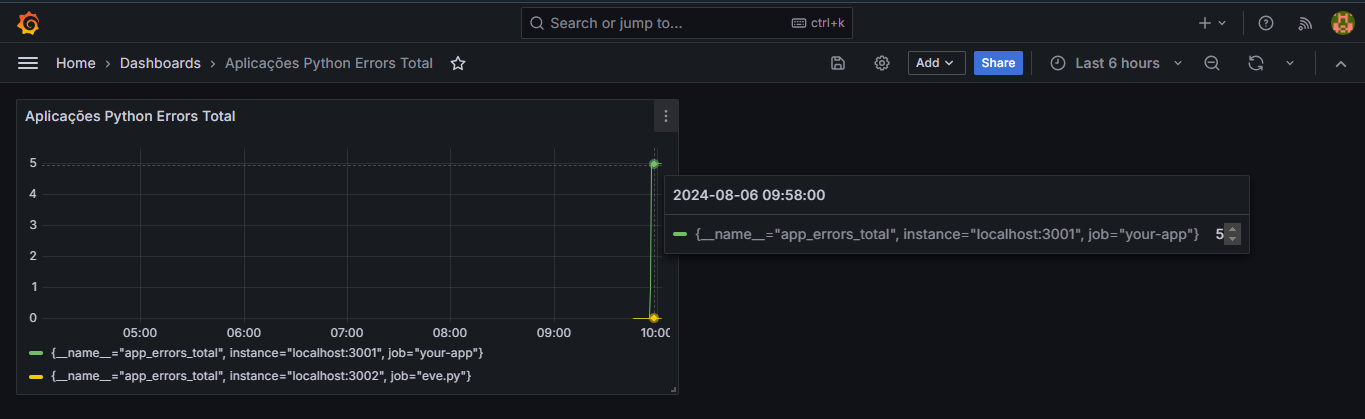 Search or jump to... ctrl+k
Home › Dashboards › Aplicações Python Errors Total
Add
Share
Last 6 hours
Aplicações Python Errors Total
5
4
3
2
1
0
05:00 06:00 07:00 08:00 09:00 10:00
{__name__="app_errors_total", instance="localhost:3001", job="your-app"}
{__name__="app_errors_total", instance="localhost:3002", job="eve.py"}
2024-08-06 09:58:00
{__name__="app_errors_total", instance="localhost:3001", job="your-app"} 5